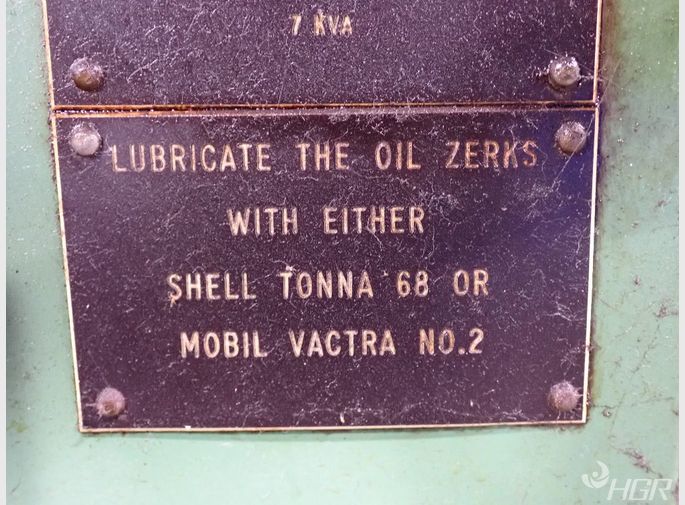 7 KVA
LUBRICATE THE OIL ZERKS
WITH EITHER
SHELL TONNA 68 OR
MOBIL VACTRA NO.2
HGR